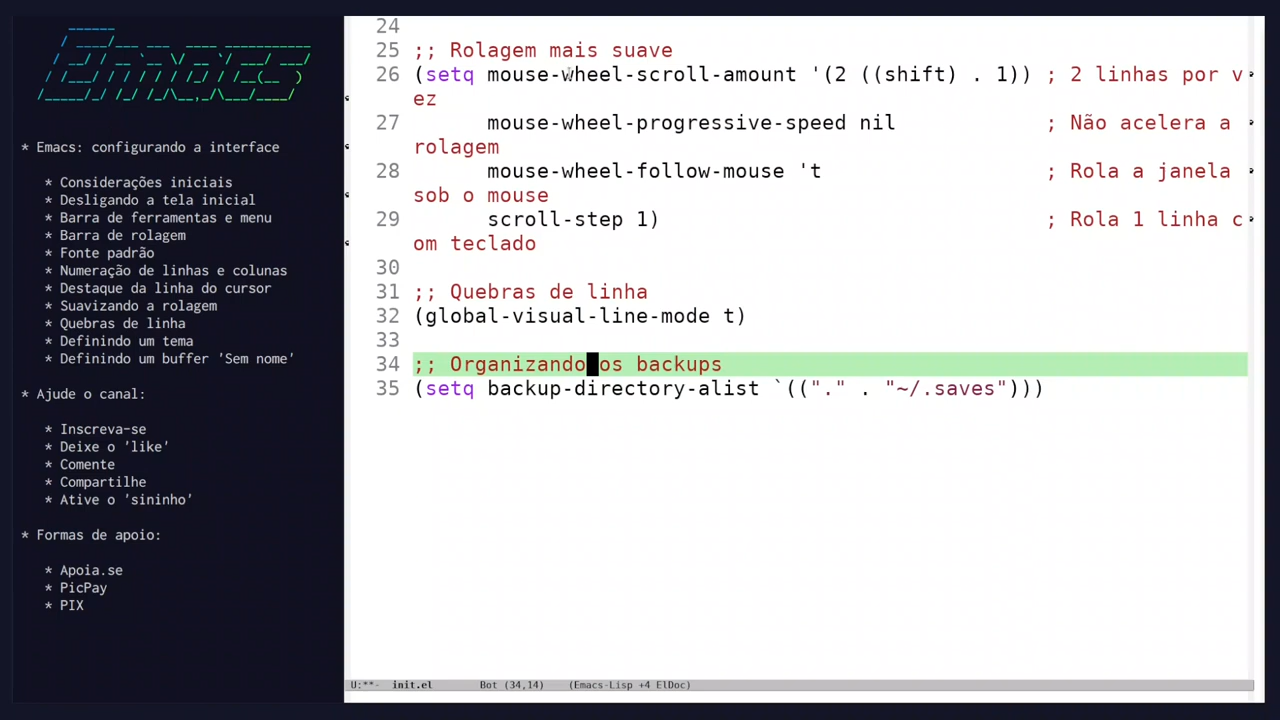 Emacs
* Emacs: configurando a interface
* Considerações iniciais
* Desligando a tela inicial
* Barra de ferramentas e menu
* Barra de rolagem
* Fonte padrão
* Numeração de linhas e colunas
* Destaque da linha do cursor
* Suavizando a rolagem
* Quebras de linha
* Definindo um tema
* Definindo um buffer 'Sem nome'
* Ajude o canal:
* Inscreva-se
* Deixe o 'like'
* Comente
* Compartilhe
* Ative o 'sininho'
* Formas de apoio:
* Apoia.se
* PicPay
* PIX
24
25 ;; Rolagem mais suave
26 (setq mouse-wheel-scroll-amount '(2 ((shift) . 1)) ; 2 linhas por v
ez
27 mouse-wheel-progressive-speed nil ; Não acelera a
rolagem
28 mouse-wheel-follow-mouse 't ; Rola a janela
sob o mouse
29 scroll-step 1) ; Rola 1 linha c
om teclado
30
31 ;; Quebras de linha
32 (global-visual-line-mode t)
33
34 ;; Organizando os backups
35 (setq backup-directory-alist `(("." . "~/.saves")))
U:**- init.el Bot (34,14) (Emacs-Lisp +4 ElDoc)